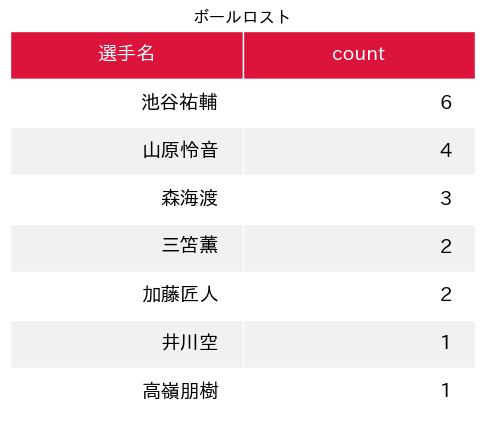 ボールロスト
選手名 count
池谷祐輔 6
山原怜音 4
森海渡 3
三笘薫 2
加藤匠人 2
井川空 1
高嶺朋樹 1